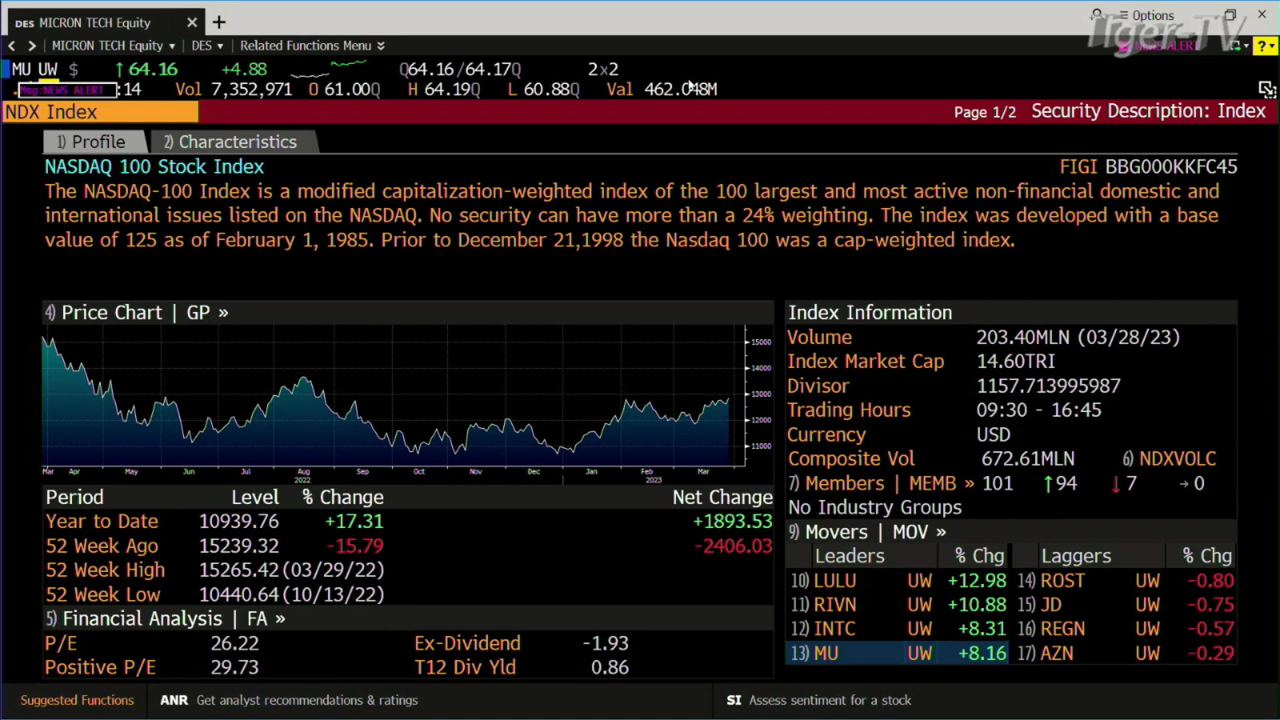 DES MICRON TECH Equity × +
Options
< > MICRON TECH Equity ▾ DES ▾ Related Functions Menu
Tiger-TV
NEWS ALERT
MU UW $ ↑ 64.16 +4.88 Q64.16/64.17Q 2x2
Msg:NEWS ALERT :14 Vol 7,352,971 O 61.00Q H 64.19Q L 60.88Q Val 462.048M
NDX Index Page 1/2 Security Description: Index
1) Profile 2) Characteristics
NASDAQ 100 Stock Index FIGI BBG000KKFC45
The NASDAQ-100 Index is a modified capitalization-weighted index of the 100 largest and most active non-financial domestic and
international issues listed on the NASDAQ. No security can have more than a 24% weighting. The index was developed with a base
value of 125 as of February 1, 1985. Prior to December 21,1998 the Nasdaq 100 was a cap-weighted index.
4) Price Chart | GP »
15000
14000
13000
12000
11000
Mar Apr May Jun Jul Aug Sep Oct Nov Dec Jan Feb Mar
2022 2023
Period Level % Change Net Change
Year to Date 10939.76 +17.31 +1893.53
52 Week Ago 15239.32 -15.79 -2406.03
52 Week High 15265.42 (03/29/22)
52 Week Low 10440.64 (10/13/22)
5) Financial Analysis | FA »
P/E 26.22 Ex-Dividend -1.93
Positive P/E 29.73 T12 Div Yld 0.86
Index Information
Volume 203.40MLN (03/28/23)
Index Market Cap 14.60TRI
Divisor 1157.713995987
Trading Hours 09:30 - 16:45
Currency USD
Composite Vol 672.61MLN 6) NDXVOLC
7) Members | MEMB » 101 ↑94 ↓7 →0
No Industry Groups
9) Movers | MOV »
Leaders % Chg Laggers % Chg
10) LULU UW +12.98 14) ROST UW -0.80
11) RIVN UW +10.88 15) JD UW -0.75
12) INTC UW +8.31 16) REGN UW -0.57
13) MU UW +8.16 17) AZN UW -0.29
Suggested Functions ANR Get analyst recommendations & ratings SI Assess sentiment for a stock